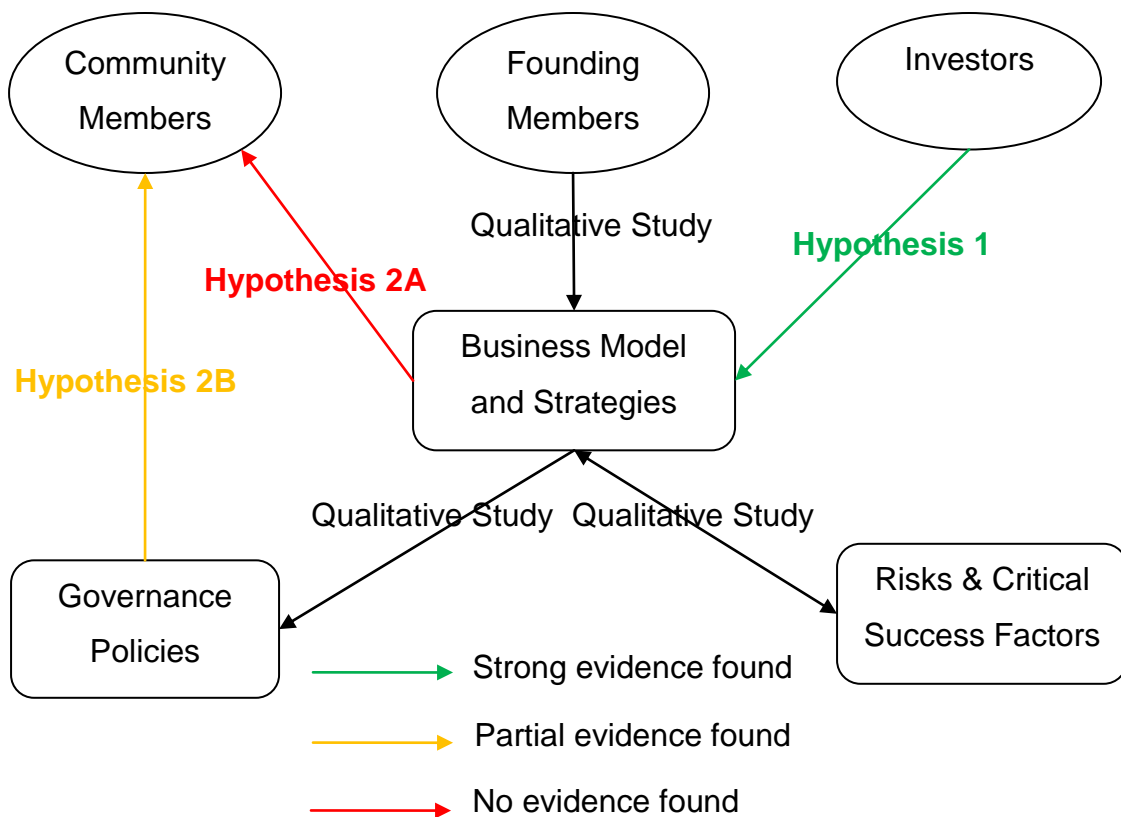 Community
Members
Founding
Members
Investors
Qualitative Study
Hypothesis 1
Hypothesis 2A
Business Model
and Strategies
Hypothesis 2B
Qualitative Study
Qualitative Study
Governance
Policies
Risks & Critical
Success Factors
Strong evidence found
Partial evidence found
No evidence found